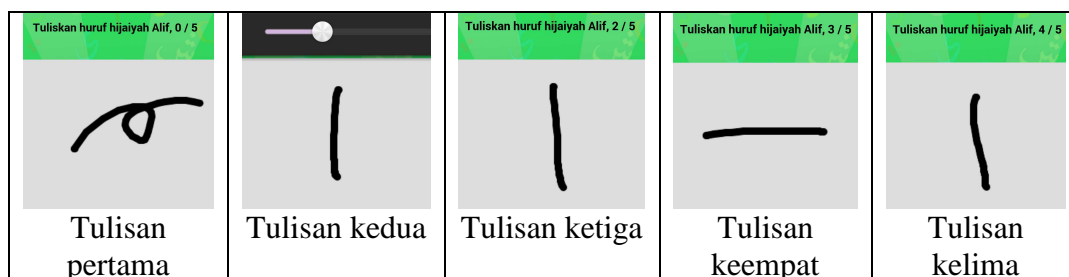 Tuliskan huruf hijaiyah Alif, 0 / 5
Tuliskan huruf hijaiyah Alif, 2 / 5
Tuliskan huruf hijaiyah Alif, 3 / 5
Tuliskan huruf hijaiyah Alif, 4 / 5
Tulisan
pertama
Tulisan kedua
Tulisan ketiga
Tulisan
keempat
Tulisan
kelima